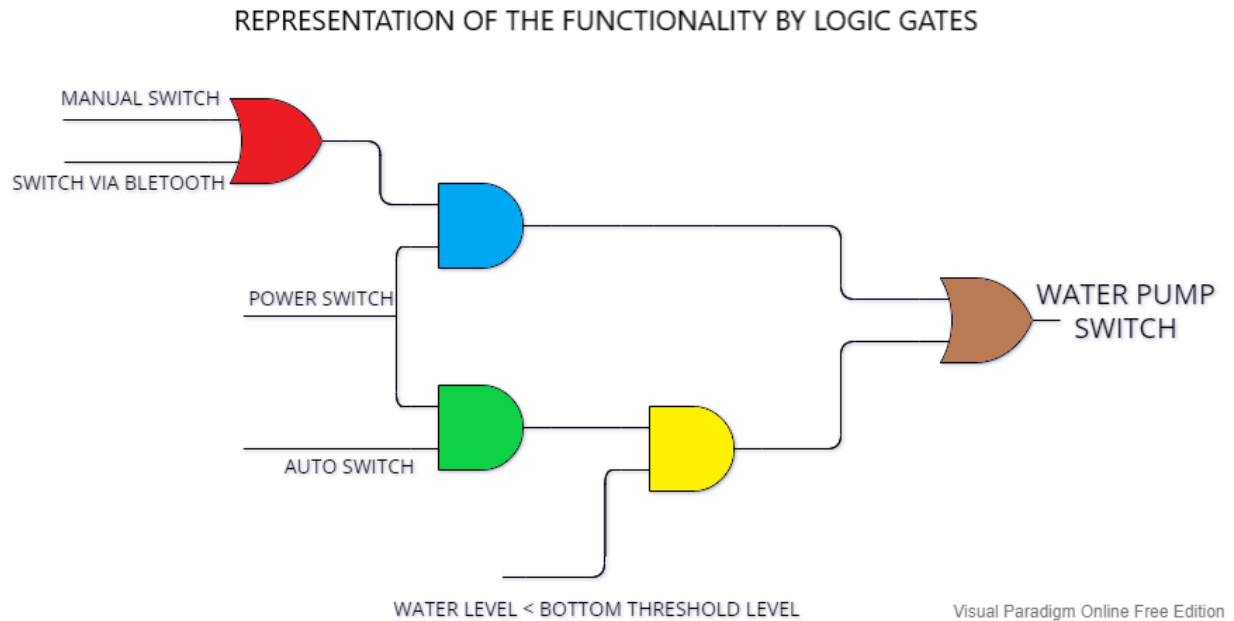 REPRESENTATION OF THE FUNCTIONALITY BY LOGIC GATES
MANUAL SWITCH
SWITCH VIA BLETOOTH
POWER SWITCH
WATER PUMP
SWITCH
AUTO SWITCH
WATER LEVEL < BOTTOM THRESHOLD LEVEL
Visual Paradigm Online Free Edition